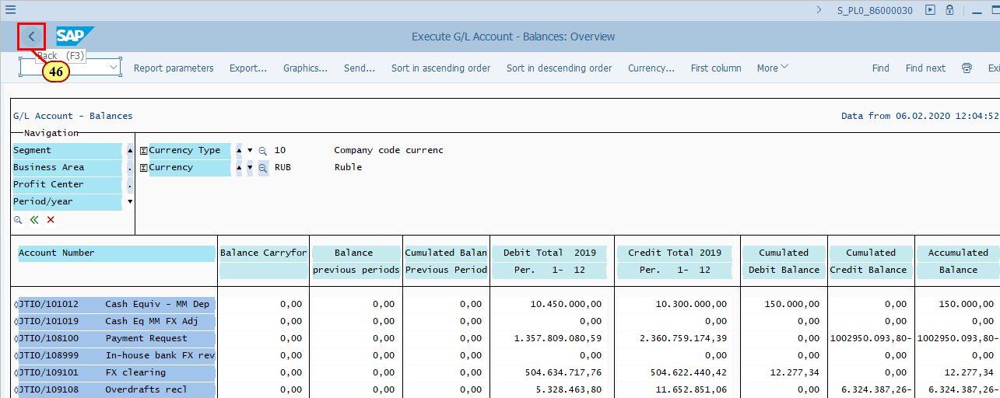 S_PL0_86000030
SAP Execute G/L Account - Balances: Overview
Back (F3)
46
Report parameters Export... Graphics... Send... Sort in ascending order Sort in descending order Currency... First column More Find Find next Exi
G/L Account - Balances Data from 06.02.2020 12:04:52
Navigation
Segment Currency Type 10 Company code currenc
Business Area Currency RUB Ruble
Profit Center
Period/year
Account Number Balance Carryfor Balance Cumulated Balan Debit Total 2019 Credit Total 2019 Cumulated Cumulated Accumulated
previous periods Previous Period Per. 1- 12 Per. 1- 12 Debit Balance Credit Balance Balance
JTIO/101012 Cash Equiv - MM Dep 0,00 0,00 0,00 10.450.000,00 10.300.000,00 150.000,00 0,00 150.000,00
JTIO/101019 Cash Eq MM FX Adj 0,00 0,00 0,00 0,00 0,00 0,00 0,00 0,00
JTIO/108100 Payment Request 0,00 0,00 0,00 1.357.809.080,59 2.360.759.174,39 0,00 1002950.093,80- 1002950.093,80-
JTIO/108999 In-house bank FX rev 0,00 0,00 0,00 0,00 0,00 0,00 0,00 0,00
JTIO/109101 FX clearing 0,00 0,00 0,00 504.634.717,76 504.622.440,42 12.277,34 0,00 12.277,34
JTIO/109108 Overdrafts recl 0,00 0,00 0,00 5.328.463,80 11.652.851,06 0,00 6.324.387,26- 6.324.387,26-